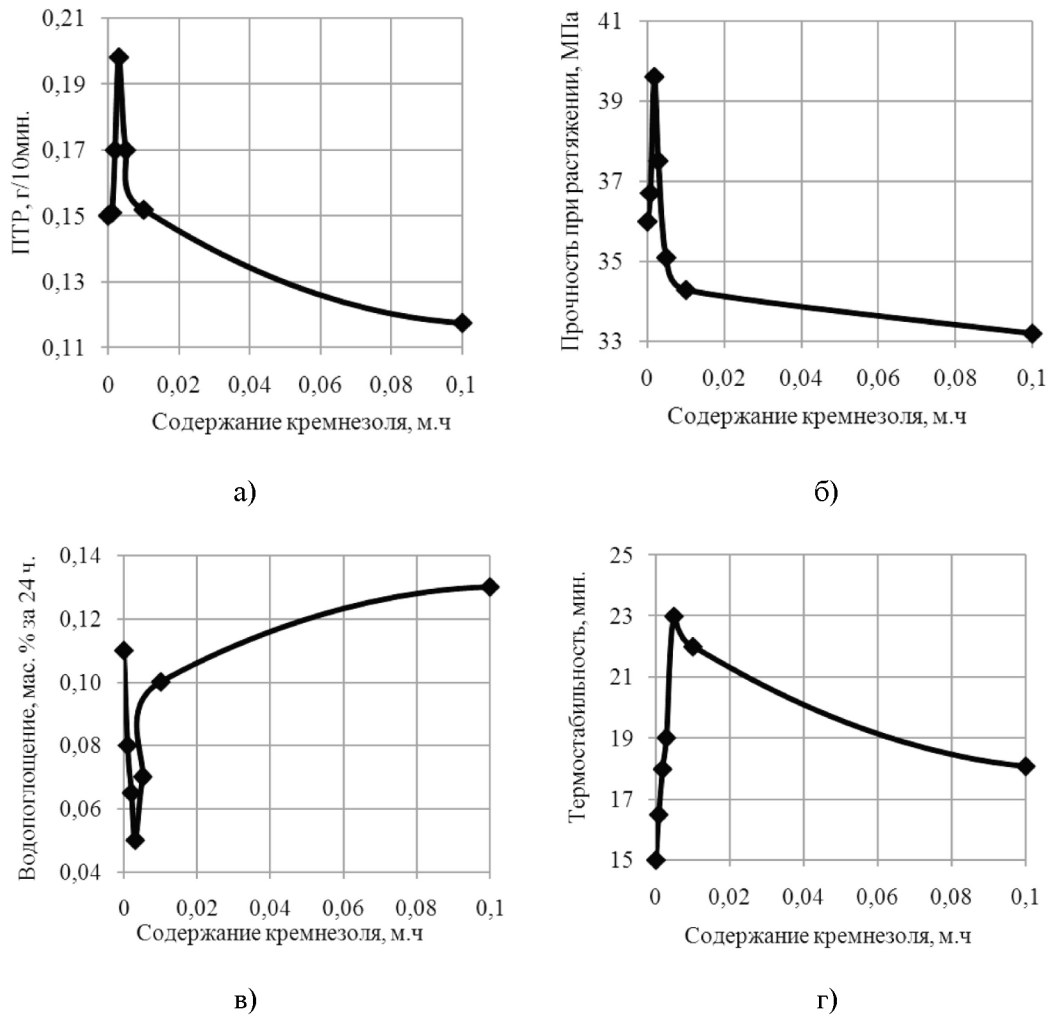 ПТР, г/10мин.
0,21
0,19
0,17
0,15
0,13
0,11
0 0,02 0,04 0,06 0,08 0,1
Содержание кремнезоля, м.ч
а)
Прочность при растяжении, МПа
41
39
37
35
33
0 0,02 0,04 0,06 0,08 0,1
Содержание кремнезоля, м.ч
б)
Водопоглощение, мас. % за 24 ч.
0,14
0,12
0,10
0,08
0,06
0,04
0 0,02 0,04 0,06 0,08 0,1
Содержание кремнезоля, м.ч
в)
Термостабильность, мин.
25
23
21
19
17
15
0 0,02 0,04 0,06 0,08 0,1
Содержание кремнезоля, м.ч
г)